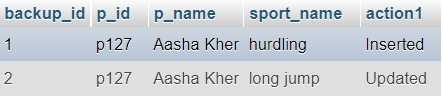 backup_id p_id p_name sport_name action1
1 p127 Aasha Kher hurdling Inserted
2 p127 Aasha Kher long jump Updated